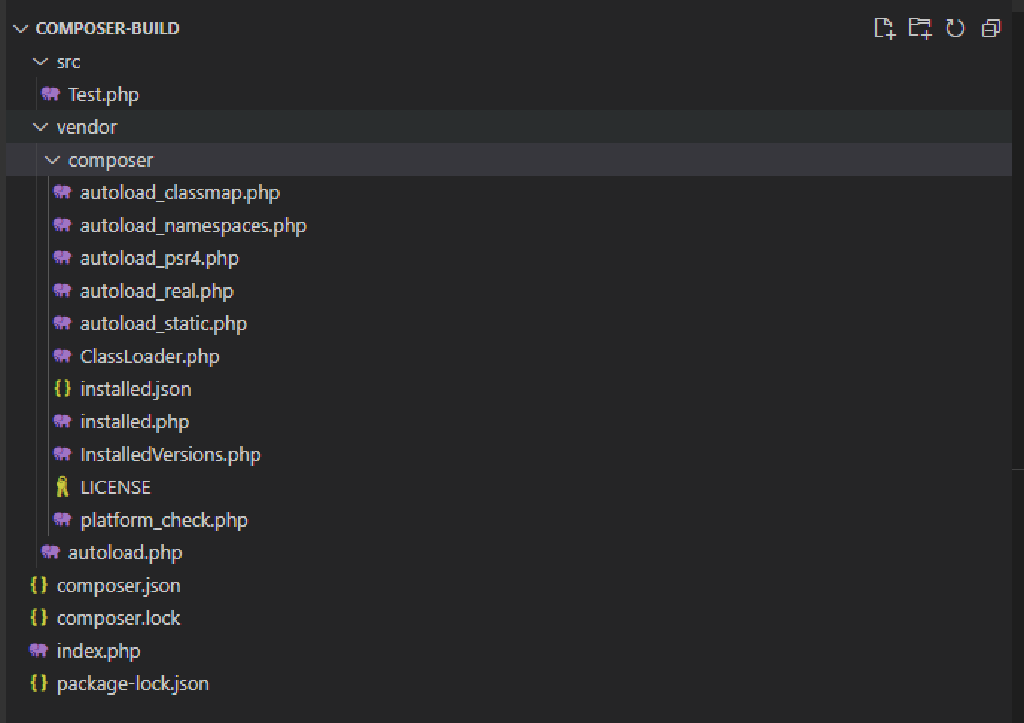 COMPOSER-BUILD
src
Test.php
vendor
composer
autoload_classmap.php
autoload_namespaces.php
autoload_psr4.php
autoload_real.php
autoload_static.php
ClassLoader.php
{} installed.json
installed.php
InstalledVersions.php
LICENSE
platform_check.php
autoload.php
{} composer.json
{} composer.lock
index.php
{} package-lock.json